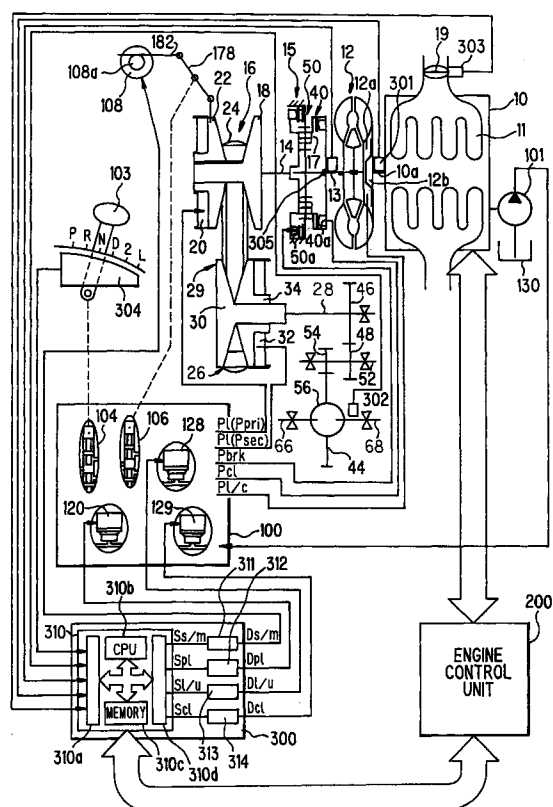 182
178
108a
108
22
24
16
18
15
50
40
12
12a
19
303
10
301
10a
11
101
103
14
17
13
12b
P R N D 2 L
20
305
50a
40a
130
304
29
34
46
30
28
32
54
48
26
56
52
302
104
106
128
66
68
44
Pl(Ppri)
Pl(Psec)
Pbrk
Pcl
Pl/c
120
129
100
311
312
200
310b
310
CPU
Ss/m
Ds/m
Spl
Dpl
Sl/u
Dl/u
MEMORY
Scl
Dcl
ENGINE CONTROL UNIT
310a
310c
310d
313
314
300